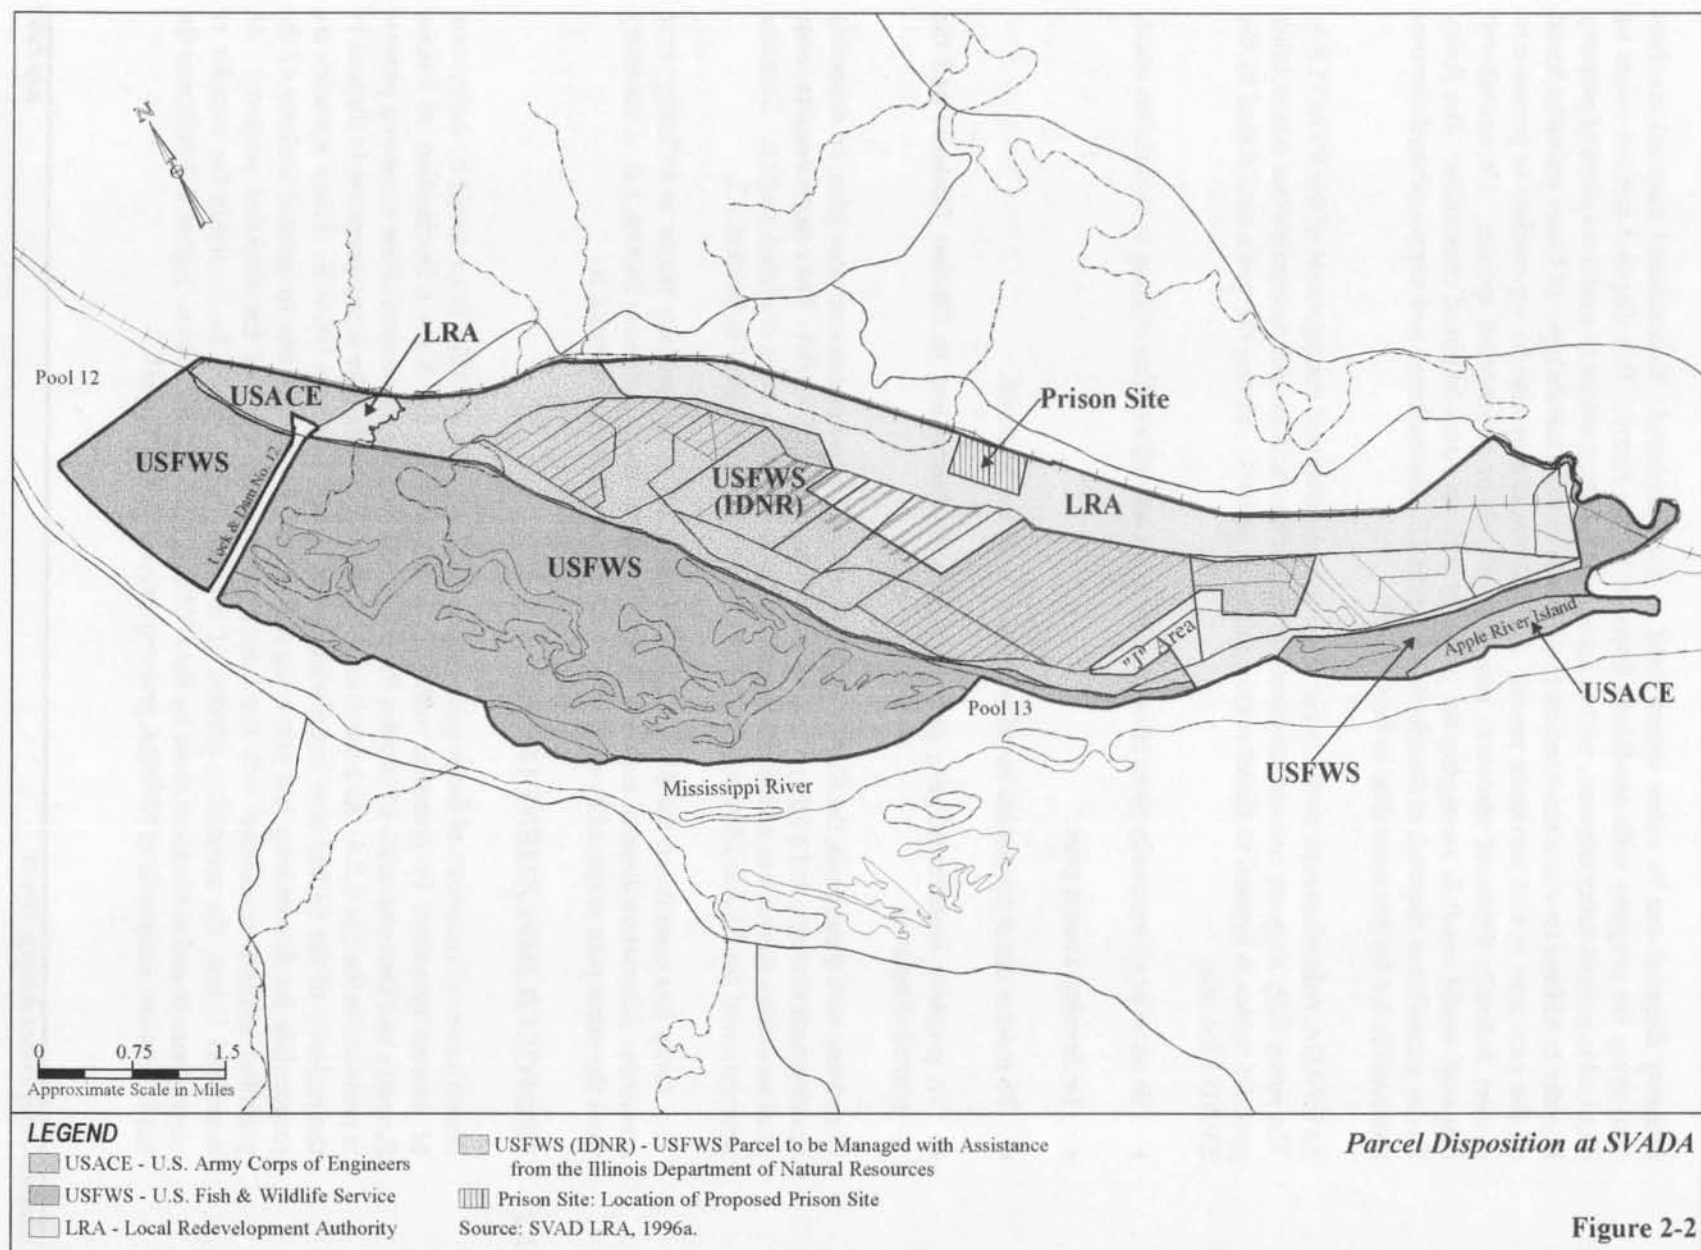 N
LRA
Pool 12
USACE
Prison Site
USFWS
USFWS
(IDNR)
LRA
Lock & Dam No. 12
USFWS
"J" Area
Apple River Island
USACE
Pool 13
USFWS
Mississippi River
0 0.75 1.5
Approximate Scale in Miles
LEGEND
USACE - U.S. Army Corps of Engineers
USFWS - U.S. Fish & Wildlife Service
LRA - Local Redevelopment Authority
USFWS (IDNR) - USFWS Parcel to be Managed with Assistance
from the Illinois Department of Natural Resources
Prison Site: Location of Proposed Prison Site
Source: SVAD LRA, 1996a.
Parcel Disposition at SVADA
Figure 2-2